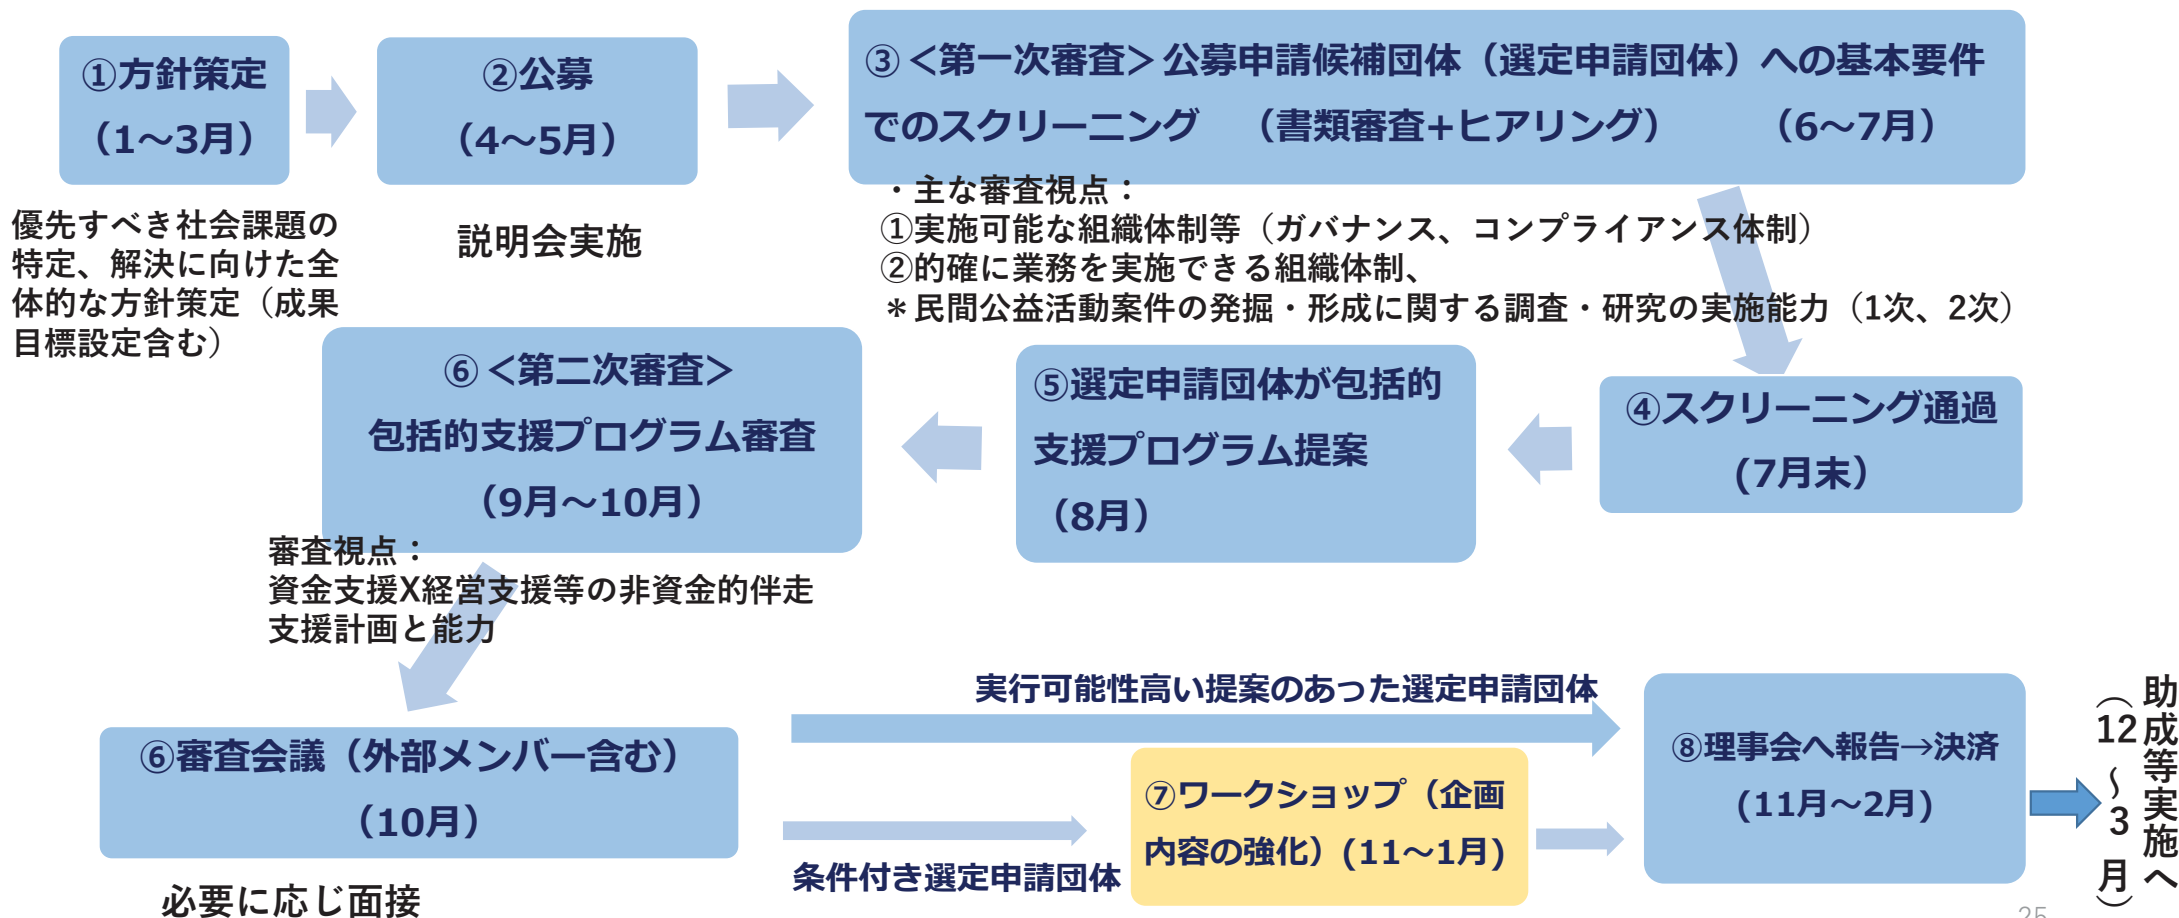 ①方針策定
（1～3月）
②公募
（4～5月）
③＜第一次審査＞公募申請候補団体（選定申請団体）への基本要件
でのスクリーニング　（書類審査+ヒアリング）　　（6～7月）
優先すべき社会課題の
特定、解決に向けた全
体的な方針策定（成果
目標設定含む）
説明会実施
・主な審査視点：
①実施可能な組織体制等（ガバナンス、コンプライアンス体制）
②的確に業務を実施できる組織体制、
＊民間公益活動案件の発掘・形成に関する調査・研究の実施能力（1次、2次）
④スクリーニング通過
(7月末）
⑤選定申請団体が包括的
支援プログラム提案
（8月）
⑥＜第二次審査＞
包括的支援プログラム審査
（9月～10月）
審査視点：
資金支援X経営支援等の非資金的伴走
支援計画と能力
⑥審査会議（外部メンバー含む）
（10月）
必要に応じ面接
実行可能性高い提案のあった選定申請団体
条件付き選定申請団体
⑦ワークショップ（企画
内容の強化）(11～1月)
⑧理事会へ報告→決済
(11月～2月)
助成等実施へ
（12～3月）
25